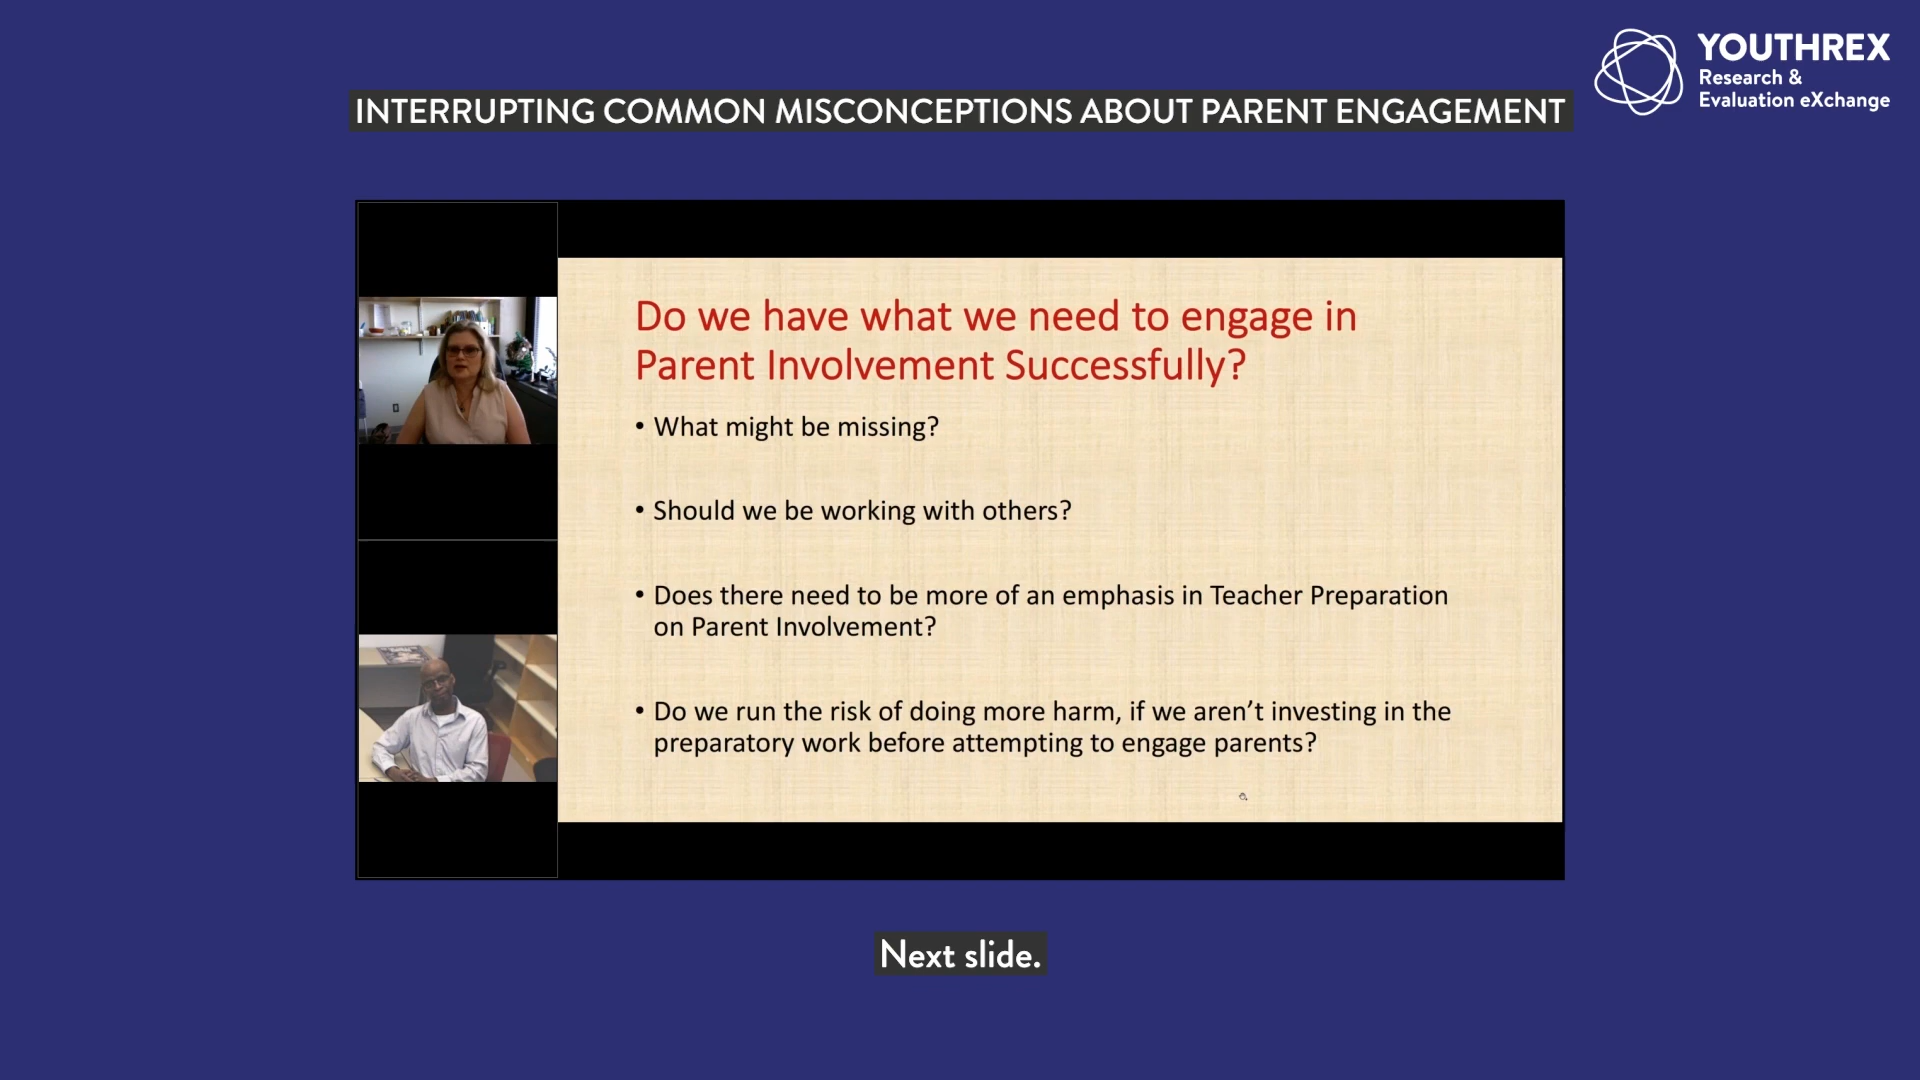 YOUTHREX
Research &
Evaluation eXchange
INTERRUPTING COMMON MISCONCEPTIONS ABOUT PARENT ENGAGEMENT
Do we have what we need to engage in
Parent Involvement Successfully?
• What might be missing?
• Should we be working with others?
• Does there need to be more of an emphasis in Teacher Preparation
on Parent Involvement?
• Do we run the risk of doing more harm, if we aren’t investing in the
preparatory work before attempting to engage parents?
Next slide.